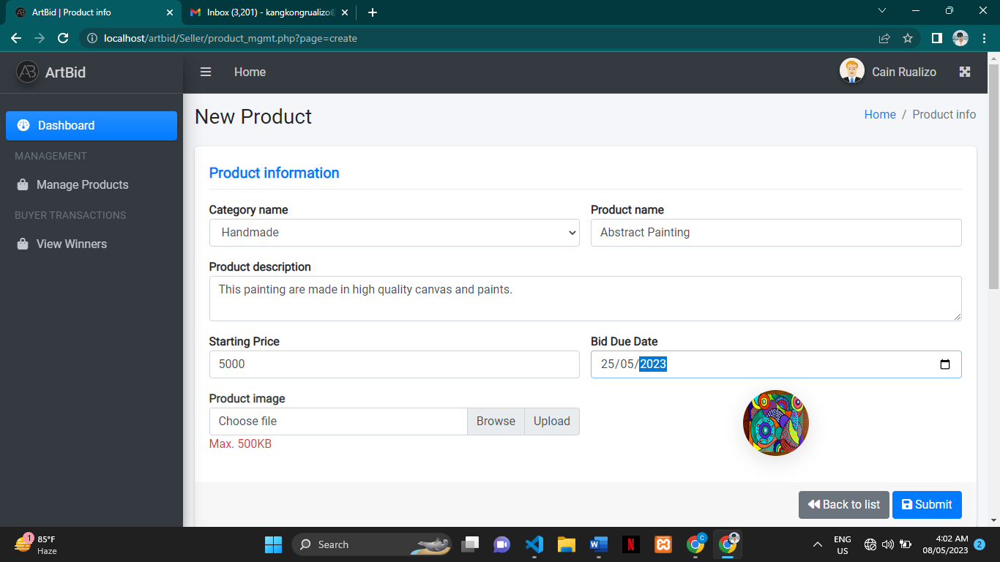 ArtBid | Product info
Inbox (3,201) - kangkongrualizo@
localhost/artbid/Seller/product_mgmt.php?page=create
AB ArtBid
Home
Cain Rualizo
Dashboard
MANAGEMENT
Manage Products
BUYER TRANSACTIONS
View Winners
New Product
Home / Product info
Product information
Category name
Product name
Handmade
Abstract Painting
Product description
This painting are made in high quality canvas and paints.
Starting Price
Bid Due Date
5000
25/05/2023
Product image
Choose file
Browse
Upload
Max. 500KB
Back to list
Submit
1
85°F
Haze
Search
W
N
C
ENG
US
4:02 AM
08/05/2023
2